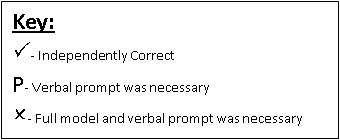 Key:
✓- Independently Correct
P- Verbal prompt was necessary
✗- Full model and verbal prompt was necessary